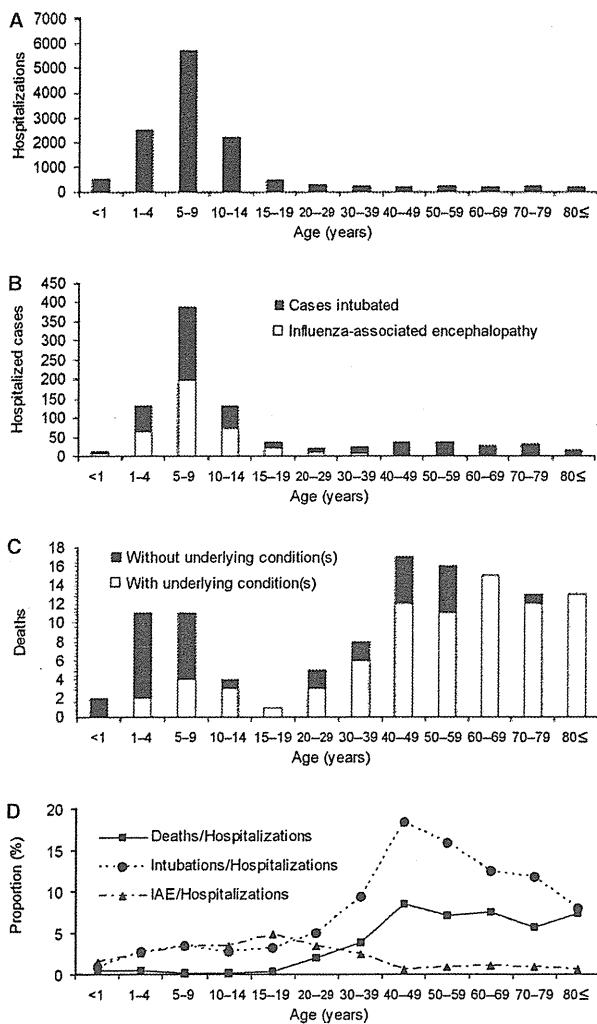 A
Hospitalizations
7000
6000
5000
4000
3000
2000
1000
0
<1 1–4 5–9 10–14 15–19 20–29 30–39 40–49 50–59 60–69 70–79 80≤
Age (years)
B
Hospitalized cases
450
400
350
300
250
200
150
100
50
0
Cases intubated
Influenza-associated encephalopathy
<1 1–4 5–9 10–14 15–19 20–29 30–39 40–49 50–59 60–69 70–79 80≤
Age (years)
C
Deaths
18
16
14
12
10
8
6
4
2
0
Without underlying condition(s)
With underlying condition(s)
<1 1–4 5–9 10–14 15–19 20–29 30–39 40–49 50–59 60–69 70–79 80≤
Age (years)
D
Proportion (%)
20
15
10
5
0
Deaths/Hospitalizations
Intubations/Hospitalizations
IAE/Hospitalizations
<1 1–4 5–9 10–14 15–19 20–29 30–39 40–49 50–59 60–69 70–79 80≤
Age (years)